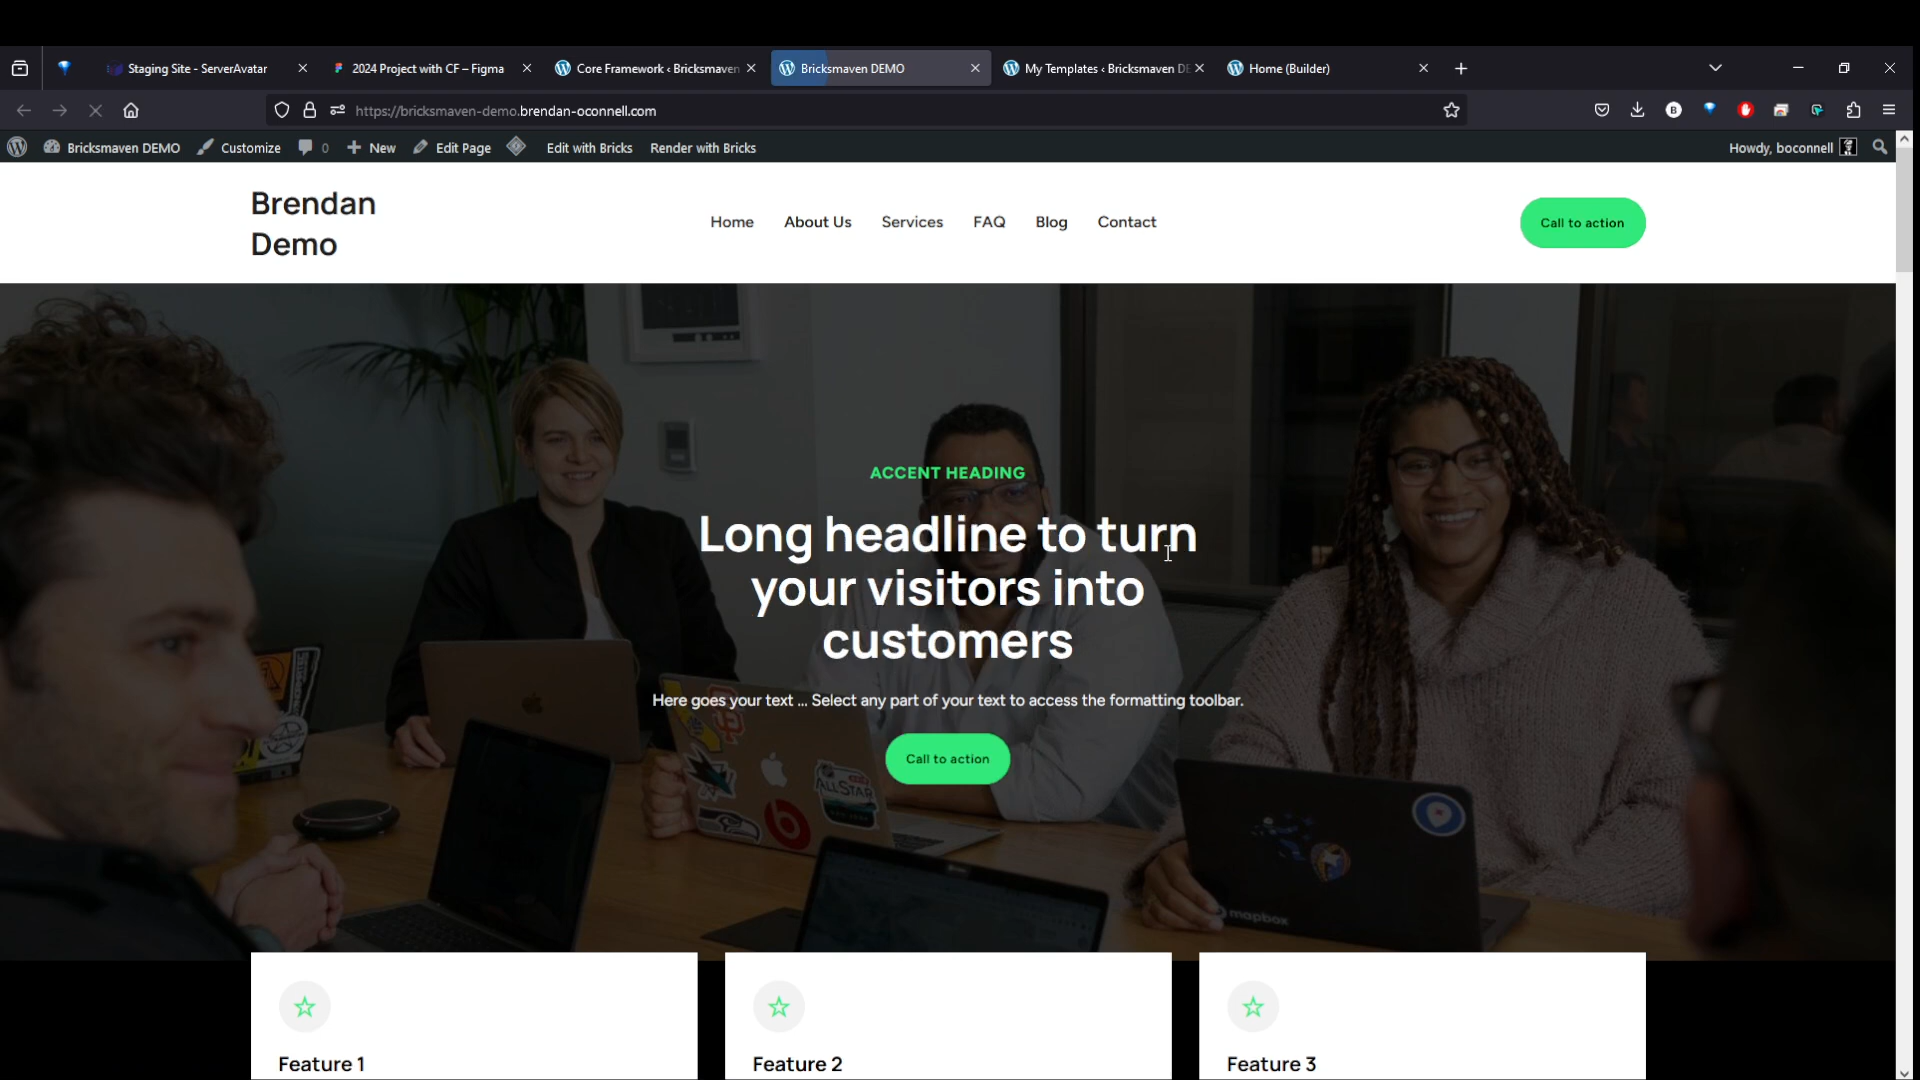 Staging Site - ServerAvatar
2024 Project with CF – Figma
Core Framework ‹ Bricksmaven
Bricksmaven DEMO
My Templates ‹ Bricksmaven DE
Home (Builder)
https://bricksmaven-demo.brendan-oconnell.com
Bricksmaven DEMO
Customize
0
New
Edit Page
Edit with Bricks
Render with Bricks
Howdy, boconnell
Brendan
Demo
Home
About Us
Services
FAQ
Blog
Contact
Call to action
ACCENT HEADING
Long headline to turn
your visitors into
customers
Here goes your text ... Select any part of your text to access the formatting toolbar.
Call to action
ALLSTAR
mapbox
Feature 1
Feature 2
Feature 3